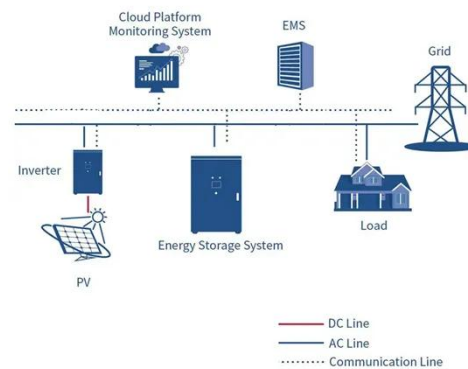 Cloud Platform
Monitoring System
EMS
Grid
Inverter
Energy Storage System
Load
PV
DC Line
AC Line
Communication Line